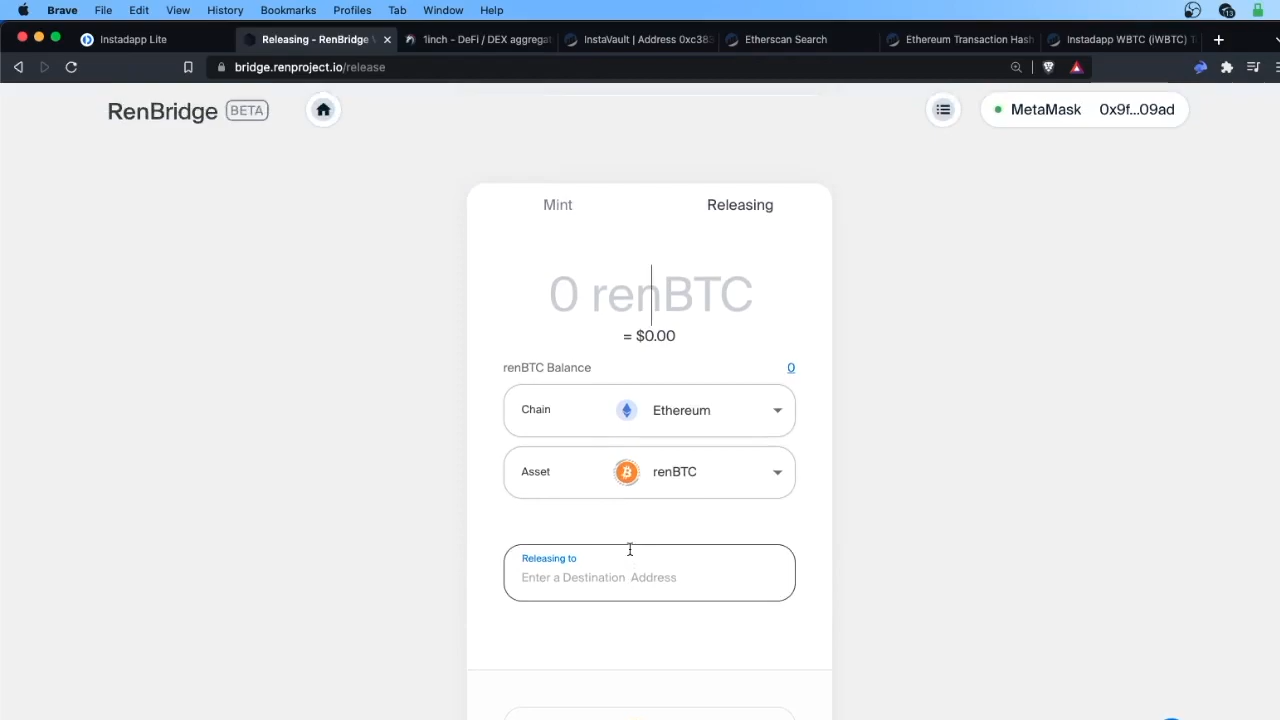 Brave File Edit View History Bookmarks Profiles Tab Window Help
13
Instadapp Lite
Releasing - RenBridge
1inch - DeFi / DEX aggregat
InstaVault | Address 0xc383
Etherscan Search
Ethereum Transaction Hash
Instadapp WBTC (iWBTC) T
bridge.renproject.io/release
RenBridge BETA
MetaMask 0x9f...09ad
Mint Releasing
0 renBTC
= $0.00
renBTC Balance 0
Chain Ethereum
Asset renBTC
Releasing to
Enter a Destination Address